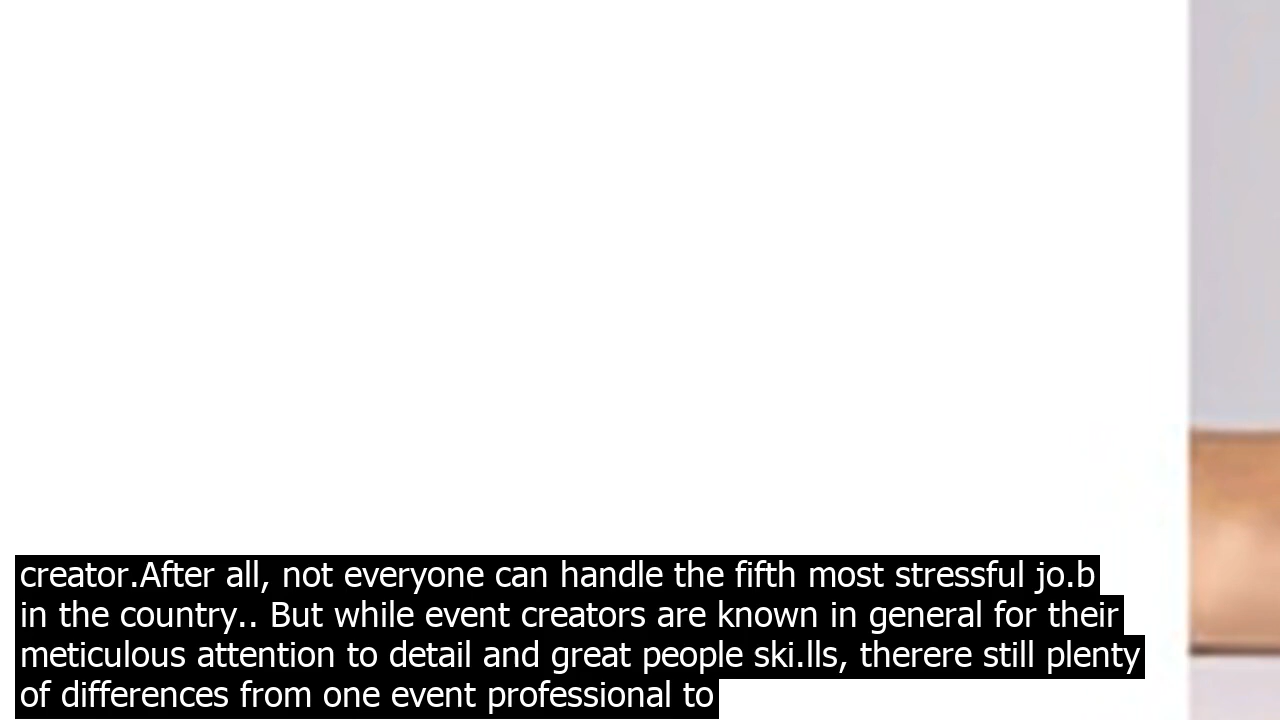 creator.After all, not everyone can handle the fifth most stressful jo.b
in the country.. But while event creators are known in general for their
meticulous attention to detail and great people ski.lls, therere still plenty
of differences from one event professional to